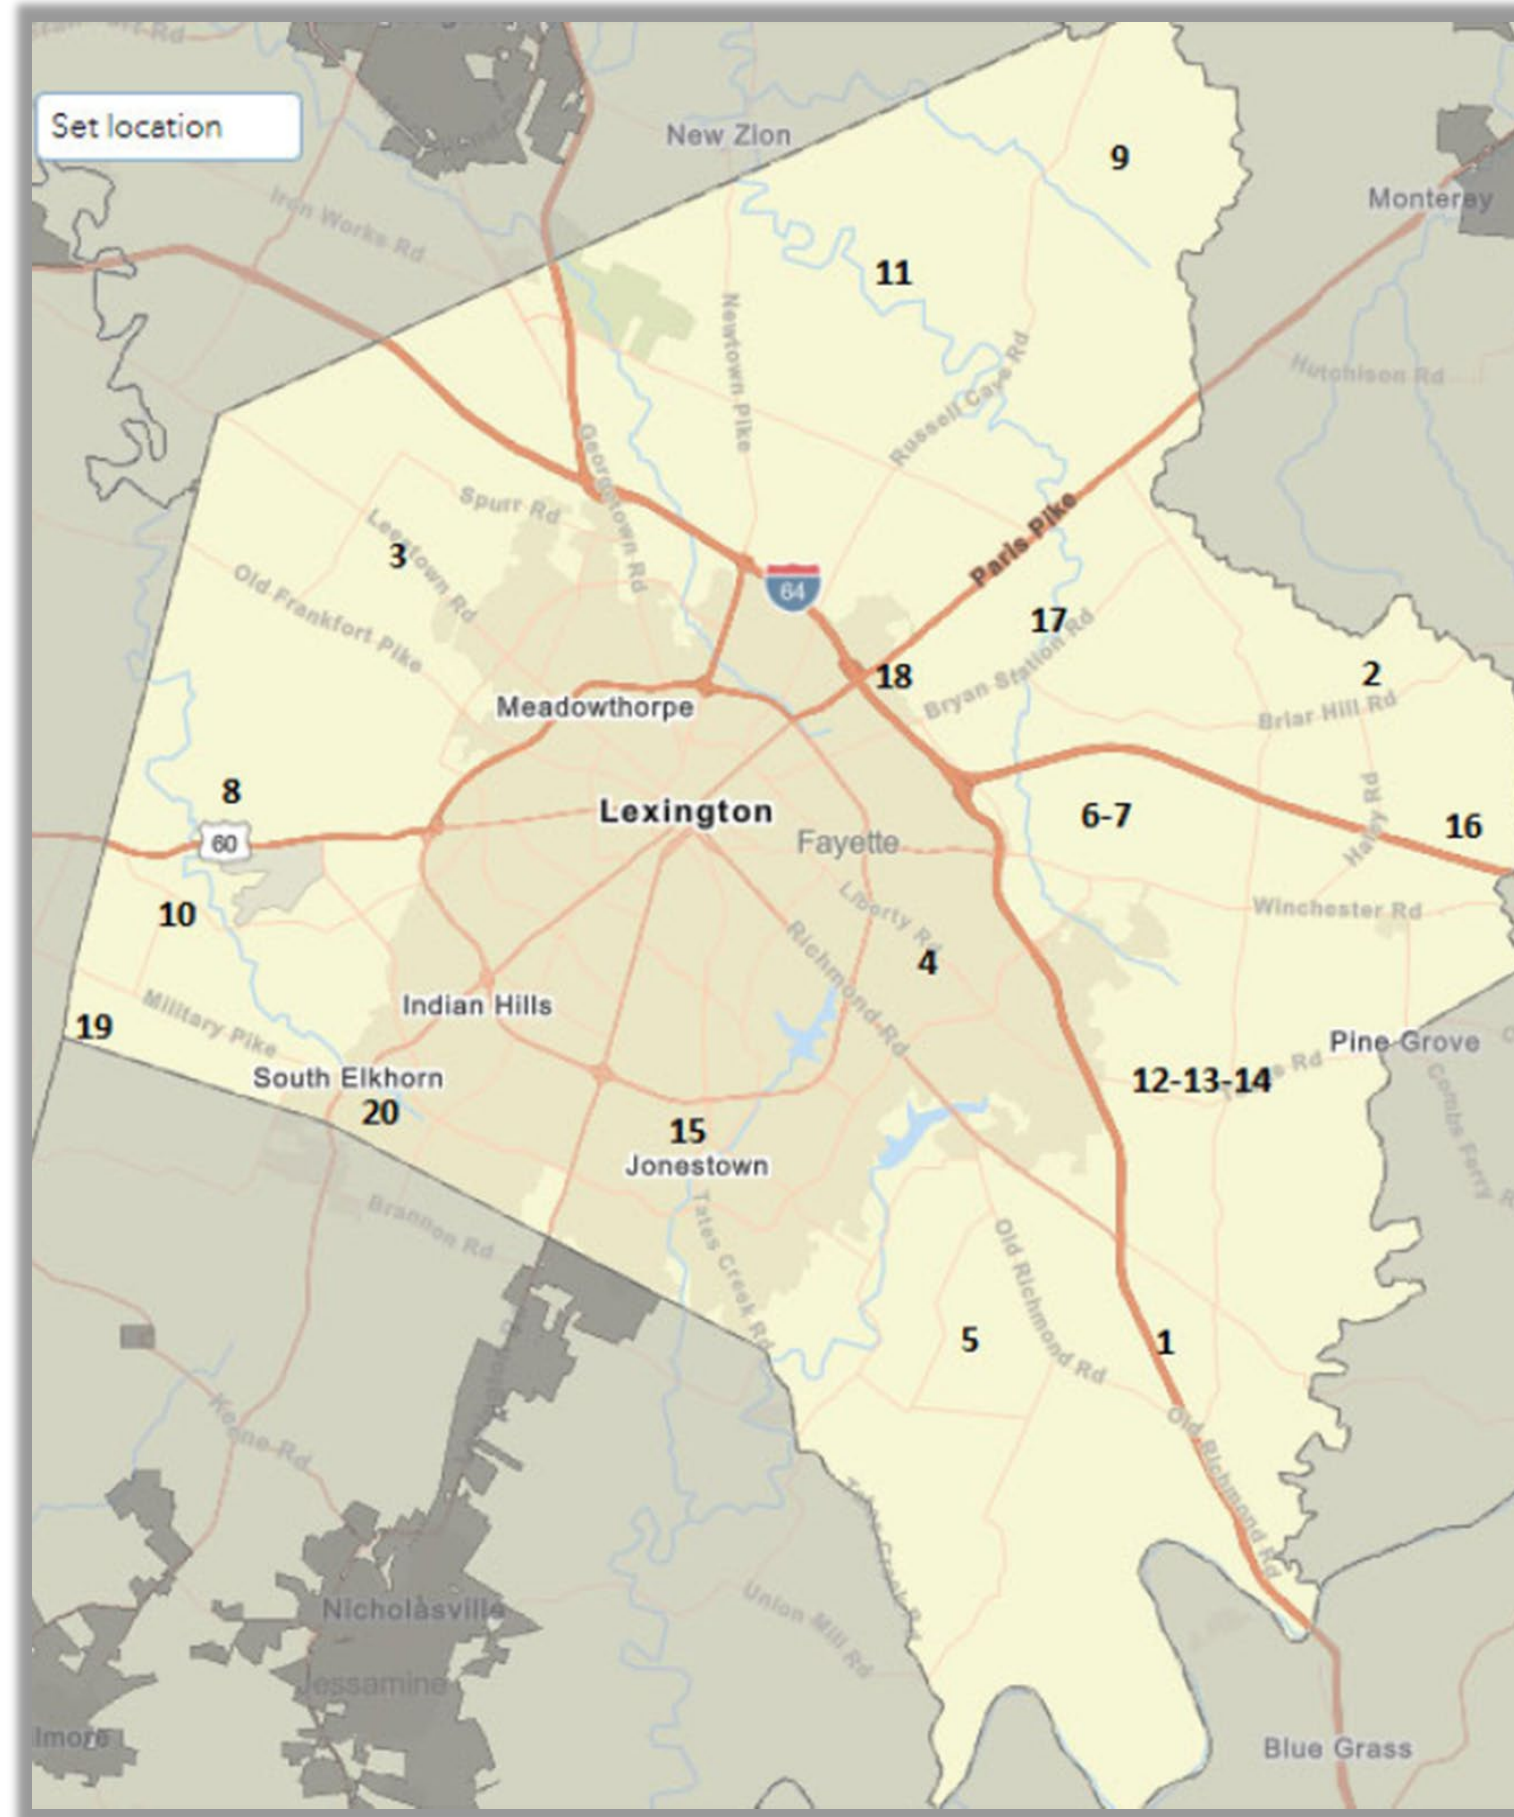 Set location
New Zion
9
Monterey
Iron Works Rd
11
Newtown Pike
Hutchison Rd
Russell Cave Rd
Georgetown Rd
Spurr Rd
Leestown Rd
3
Paris Pike
Old Frankfort Pike
64
17
18
Bryan Station Rd
2
Briar Hill Rd
Meadowthorpe
8
Lexington
6-7
Haley Rd
16
60
Fayette
Liberty Rd
Winchester Rd
10
Richmond Rd
4
Indian Hills
19
Military Pike
Pine Grove
South Elkhorn
12-13-14
Rd
20
Combs Ferry
15
Jonestown
Tates Creek Rd
Brannon Rd
Old Richmond Rd
5
1
Keene Rd
Old Richmond Rd
Union Mill Rd
Nicholasville
Jessamine
lmore
Blue Grass